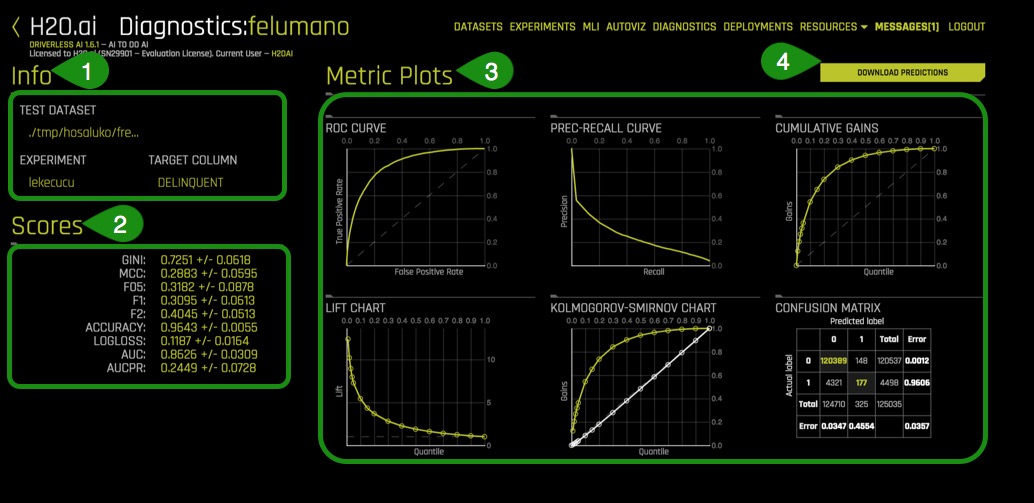 H2O.ai Diagnostics:felumano
DATASETS EXPERIMENTS MLI AUTOVIZ DIAGNOSTICS DEPLOYMENTS RESOURCES MESSAGES[1] LOGOUT
DRIVERLESS AI 1.6.1 – AI TO DO AI
Licensed to H2O.ai (SN29901 – Evaluation License). Current User – H2OAI
Info 1
Metric Plots 3
4 DOWNLOAD PREDICTIONS
TEST DATASET
./tmp/hosaluko/fre...
EXPERIMENT TARGET COLUMN
lekecucu DELINQUENT
Scores 2
GINI: 0.7251 +/- 0.0618
MCC: 0.2883 +/- 0.0595
F05: 0.3182 +/- 0.0878
F1: 0.3095 +/- 0.0613
F2: 0.4045 +/- 0.0513
ACCURACY: 0.9643 +/- 0.0055
LOGLOSS: 0.1187 +/- 0.0164
AUC: 0.8626 +/- 0.0309
AUCPR: 0.2449 +/- 0.0728
ROC CURVE
0.0 0.2 0.4 0.6 0.8 1.0
1.0
0.8
0.6
0.4
0.2
0.0
True Positive Rate
False Positive Rate
PREC-RECALL CURVE
0.0 0.2 0.4 0.6 0.8 1.0
1.0
0.8
0.6
0.4
0.2
0.0
Precision
Recall
CUMULATIVE GAINS
0.0 0.1 0.2 0.3 0.4 0.5 0.6 0.7 0.8 0.9 1.0
1.0
0.8
0.6
0.4
0.2
0.0
Gains
Quantile
LIFT CHART
0.0 0.1 0.2 0.3 0.4 0.5 0.6 0.7 0.8 0.9 1.0
10
5
0
Lift
Quantile
KOLMOGOROV-SMIRNOV CHART
0.0 0.1 0.2 0.3 0.4 0.5 0.6 0.7 0.8 0.9 1.0
1.0
0.8
0.6
0.4
0.2
0.0
Gains
Quantile
CONFUSION MATRIX
Predicted label
Actual label
0 1 Total Error
0 120389 148 120537 0.0012
1 4321 177 4498 0.9606
Total 124710 325 125035
Error 0.0347 0.4554 0.0357